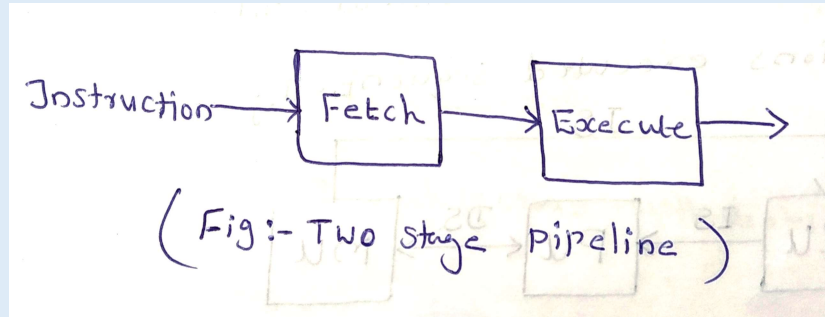 Instruction Fetch Execute
(Fig:- Two stage pipeline)